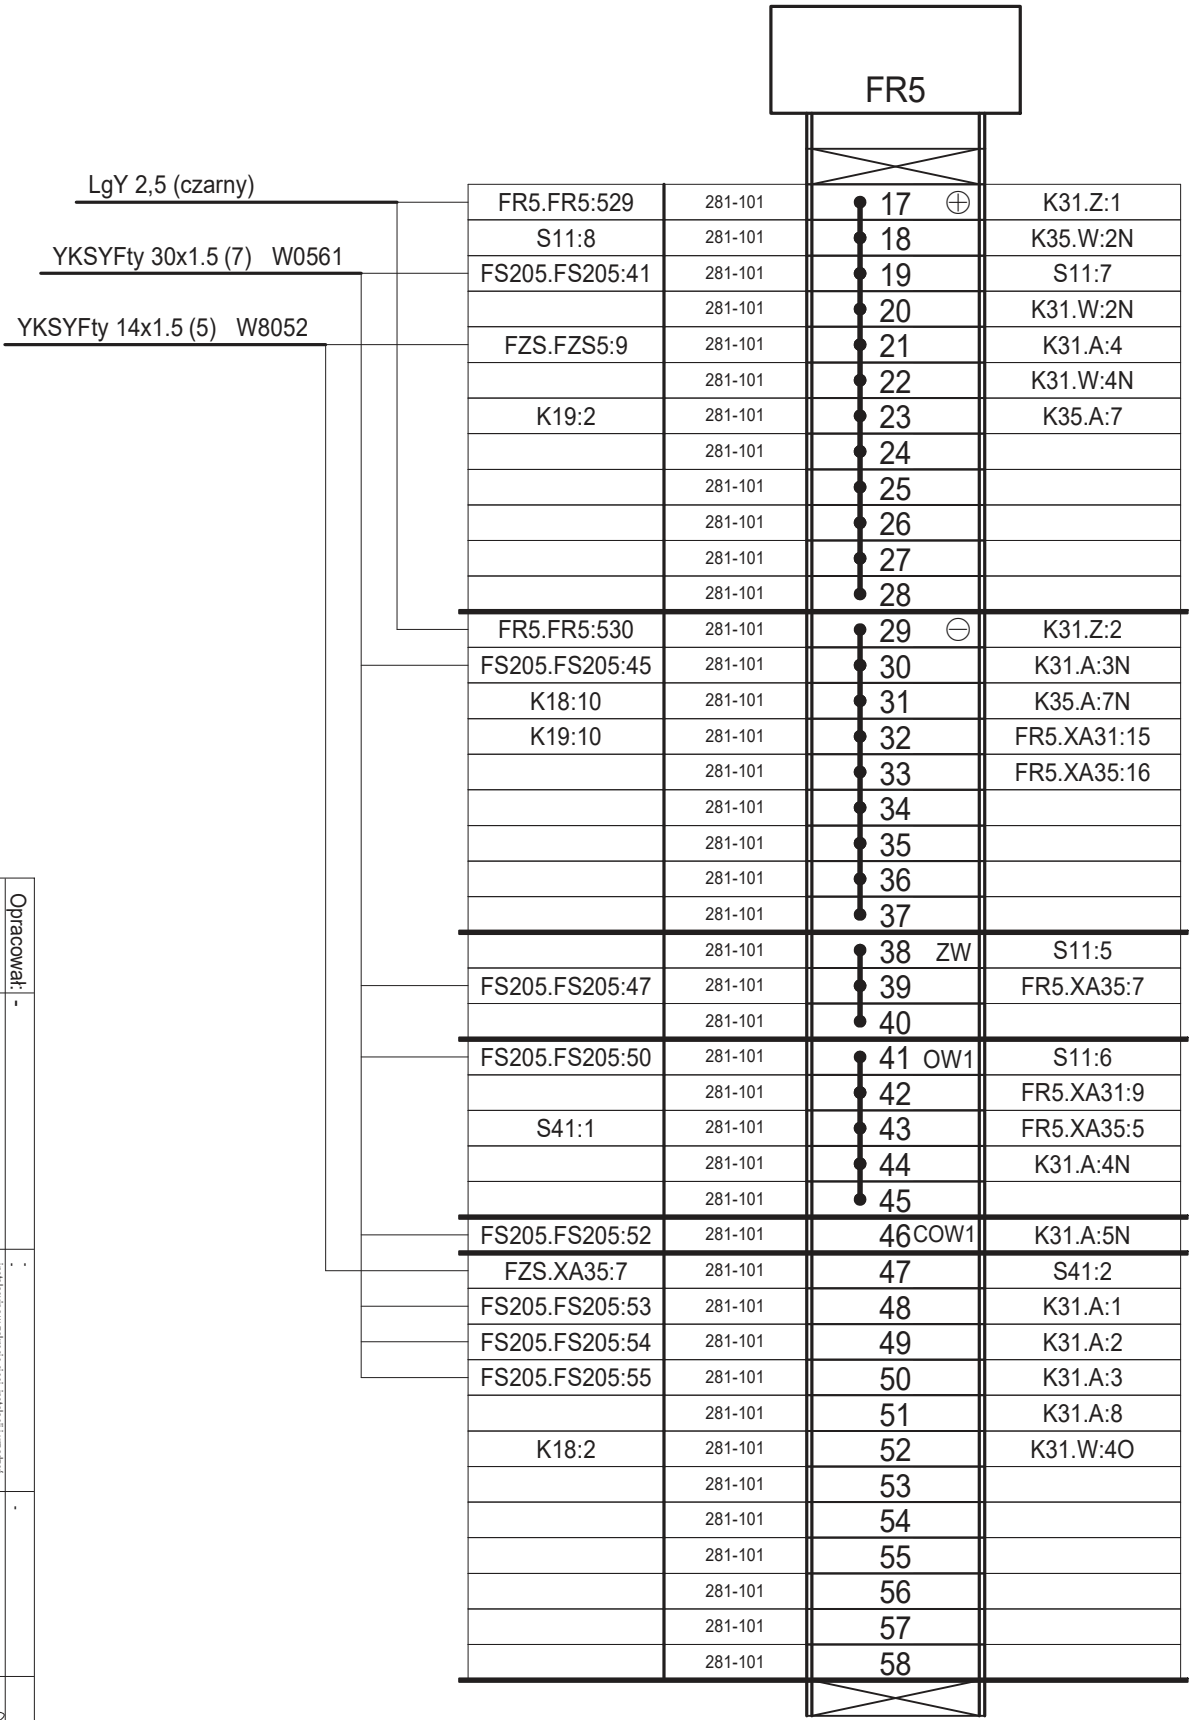 FR5
LgY 2,5 (czarny)
YKSYFty 30x1.5 (7) W0561
YKSYFty 14x1.5 (5) W8052
FR5.FR5:529 281-101 17 ⊕ K31.Z:1
S11:8 281-101 18 K35.W:2N
FS205.FS205:41 281-101 19 S11:7
281-101 20 K31.W:2N
FZS.FZS5:9 281-101 21 K31.A:4
281-101 22 K31.W:4N
K19:2 281-101 23 K35.A:7
281-101 24
281-101 25
281-101 26
281-101 27
281-101 28
FR5.FR5:530 281-101 29 ⊖ K31.Z:2
FS205.FS205:45 281-101 30 K31.A:3N
K18:10 281-101 31 K35.A:7N
K19:10 281-101 32 FR5.XA31:15
281-101 33 FR5.XA35:16
281-101 34
281-101 35
281-101 36
281-101 37
281-101 38 ZW S11:5
FS205.FS205:47 281-101 39 FR5.XA35:7
281-101 40
FS205.FS205:50 281-101 41 OW1 S11:6
281-101 42 FR5.XA31:9
S41:1 281-101 43 FR5.XA35:5
281-101 44 K31.A:4N
281-101 45
FS205.FS205:52 281-101 46 COW1 K31.A:5N
FZS.XA35:7 281-101 47 S41:2
FS205.FS205:53 281-101 48 K31.A:1
FS205.FS205:54 281-101 49 K31.A:2
FS205.FS205:55 281-101 50 K31.A:3
281-101 51 K31.A:8
K18:2 281-101 52 K31.W:4O
281-101 53
281-101 54
281-101 55
281-101 56
281-101 57
281-101 58
Opracował: -